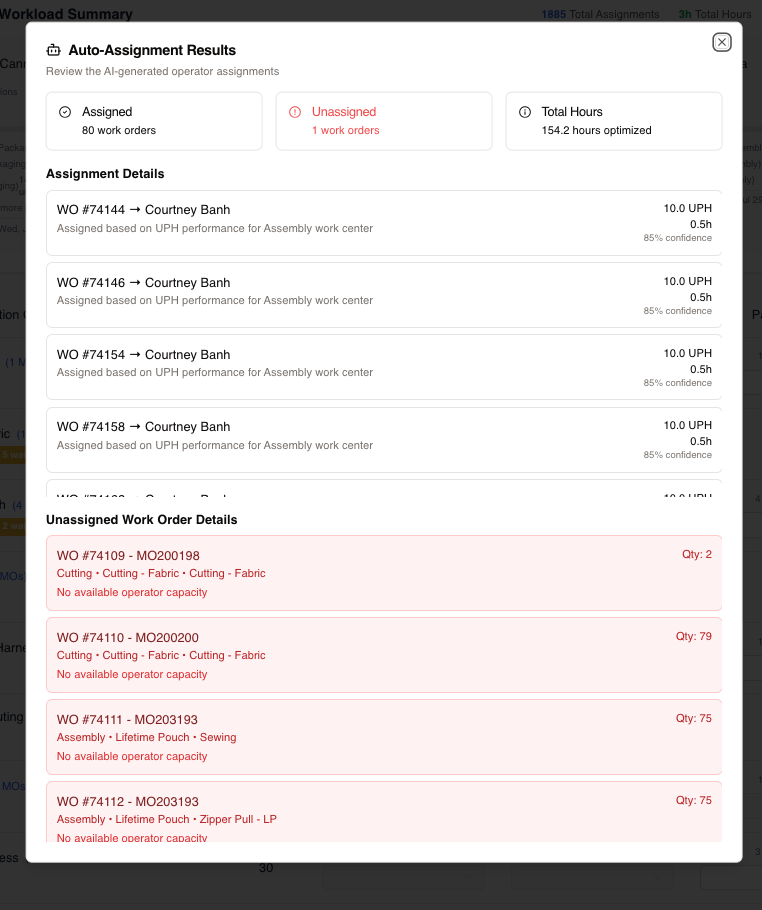 Workload Summary
1885 Total Assignments
3h Total Hours
Auto-Assignment Results
Review the AI-generated operator assignments
Assigned
80 work orders
Unassigned
1 work orders
Total Hours
154.2 hours optimized
Assignment Details
WO #74144 → Courtney Banh
10.0 UPH
Assigned based on UPH performance for Assembly work center
0.5h
85% confidence
WO #74146 → Courtney Banh
10.0 UPH
Assigned based on UPH performance for Assembly work center
0.5h
85% confidence
WO #74154 → Courtney Banh
10.0 UPH
Assigned based on UPH performance for Assembly work center
0.5h
85% confidence
WO #74158 → Courtney Banh
10.0 UPH
Assigned based on UPH performance for Assembly work center
0.5h
85% confidence
Unassigned Work Order Details
WO #74109 - MO200198
Qty: 2
Cutting • Cutting - Fabric • Cutting - Fabric
No available operator capacity
WO #74110 - MO200200
Qty: 79
Cutting • Cutting - Fabric • Cutting - Fabric
No available operator capacity
WO #74111 - MO203193
Qty: 75
Assembly • Lifetime Pouch • Sewing
No available operator capacity
WO #74112 - MO203193
Qty: 75
Assembly • Lifetime Pouch • Zipper Pull - LP
No available operator capacity
30